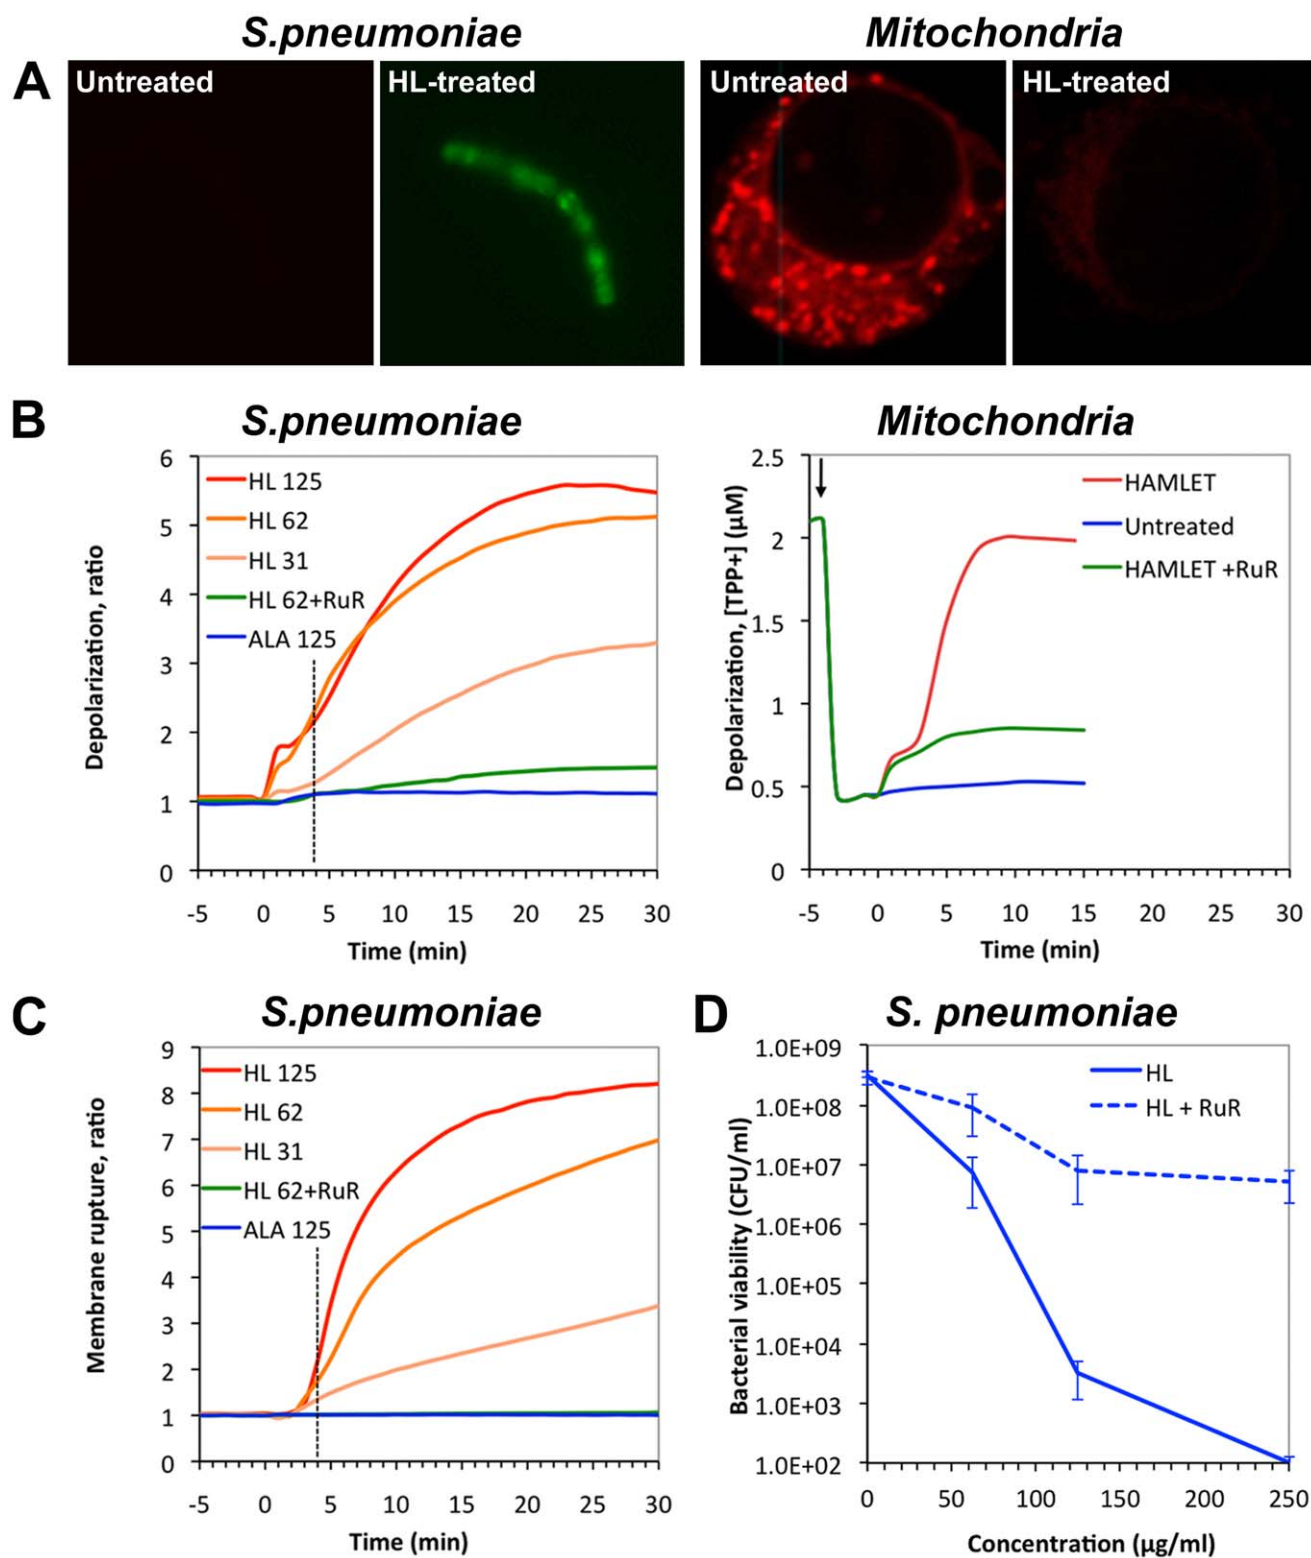 S.pneumoniae
Mitochondria
A
Untreated
HL-treated
Untreated
HL-treated
B
S.pneumoniae
Depolarization, ratio
6
5
4
3
2
1
0
HL 125
HL 62
HL 31
HL 62+RuR
ALA 125
-5 0 5 10 15 20 25 30
Time (min)
Mitochondria
Depolarization, [TPP+] (μM)
2.5
2
1.5
1
0.5
0
HAMLET
Untreated
HAMLET +RuR
-5 0 5 10 15 20 25 30
Time (min)
C
S.pneumoniae
Membrane rupture, ratio
9
8
7
6
5
4
3
2
1
0
HL 125
HL 62
HL 31
HL 62+RuR
ALA 125
-5 0 5 10 15 20 25 30
Time (min)
D
S. pneumoniae
Bacterial viability (CFU/ml)
1.0E+09
1.0E+08
1.0E+07
1.0E+06
1.0E+05
1.0E+04
1.0E+03
1.0E+02
HL
HL + RuR
0 50 100 150 200 250
Concentration (μg/ml)